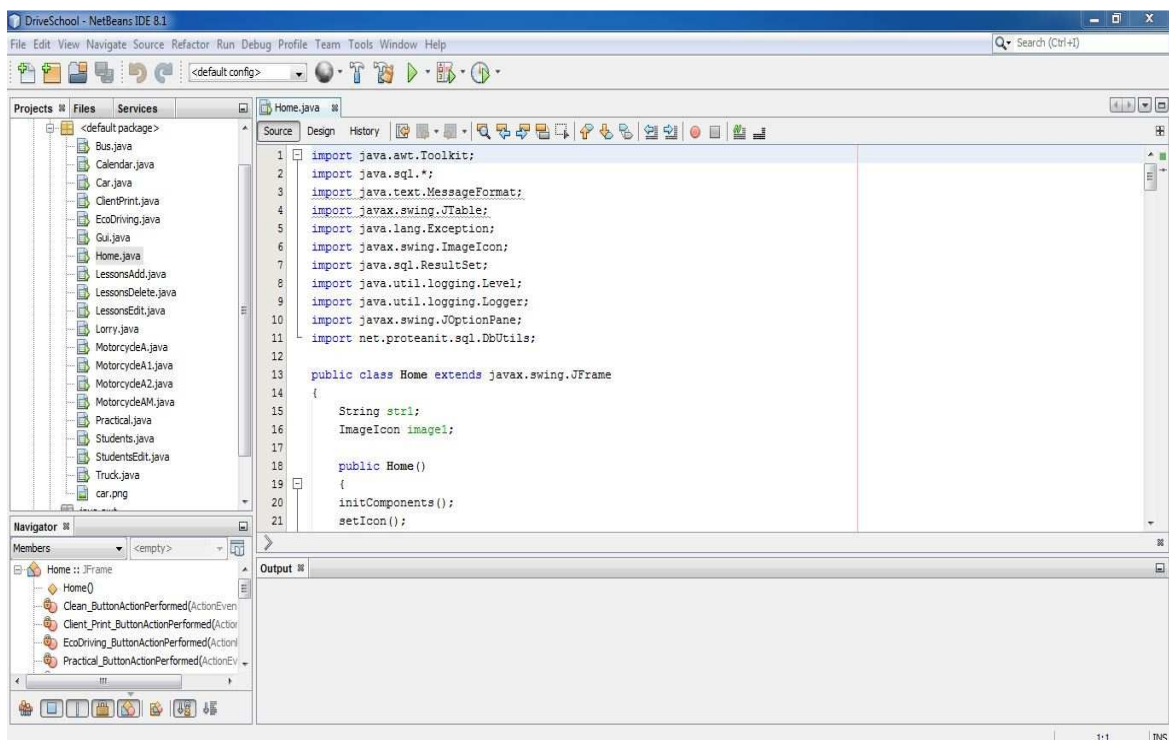 DriveSchool - NetBeans IDE 8.1
File Edit View Navigate Source Refactor Run Debug Profile Team Tools Window Help
Search (Ctrl+I)
<default config>
Projects Files Services
<default package>
Bus.java
Calendar.java
Car.java
ClientPrint.java
EcoDriving.java
Gui.java
Home.java
LessonsAdd.java
LessonsDelete.java
LessonsEdit.java
Lorry.java
MotorcycleA.java
MotorcycleA1.java
MotorcycleA2.java
MotorcycleAM.java
Practical.java
Students.java
StudentsEdit.java
Truck.java
car.png
Home.java
Source Design History
1 import java.awt.Toolkit;
2 import java.sql.*;
3 import java.text.MessageFormat;
4 import javax.swing.JTable;
5 import java.lang.Exception;
6 import javax.swing.ImageIcon;
7 import java.sql.ResultSet;
8 import java.util.logging.Level;
9 import java.util.logging.Logger;
10 import javax.swing.JOptionPane;
11 import net.proteanit.sql.DbUtils;
12
13 public class Home extends javax.swing.JFrame
14 {
15 String str1;
16 ImageIcon image1;
17
18 public Home()
19 {
20 initComponents();
21 setIcon();
Navigator
Members <empty>
Home :: JFrame
Home()
Clean_ButtonActionPerformed(ActionEven
Client_Print_ButtonActionPerformed(Action
EcoDriving_ButtonActionPerformed(Action
Practical_ButtonActionPerformed(ActionEv
Output
1:1 INS